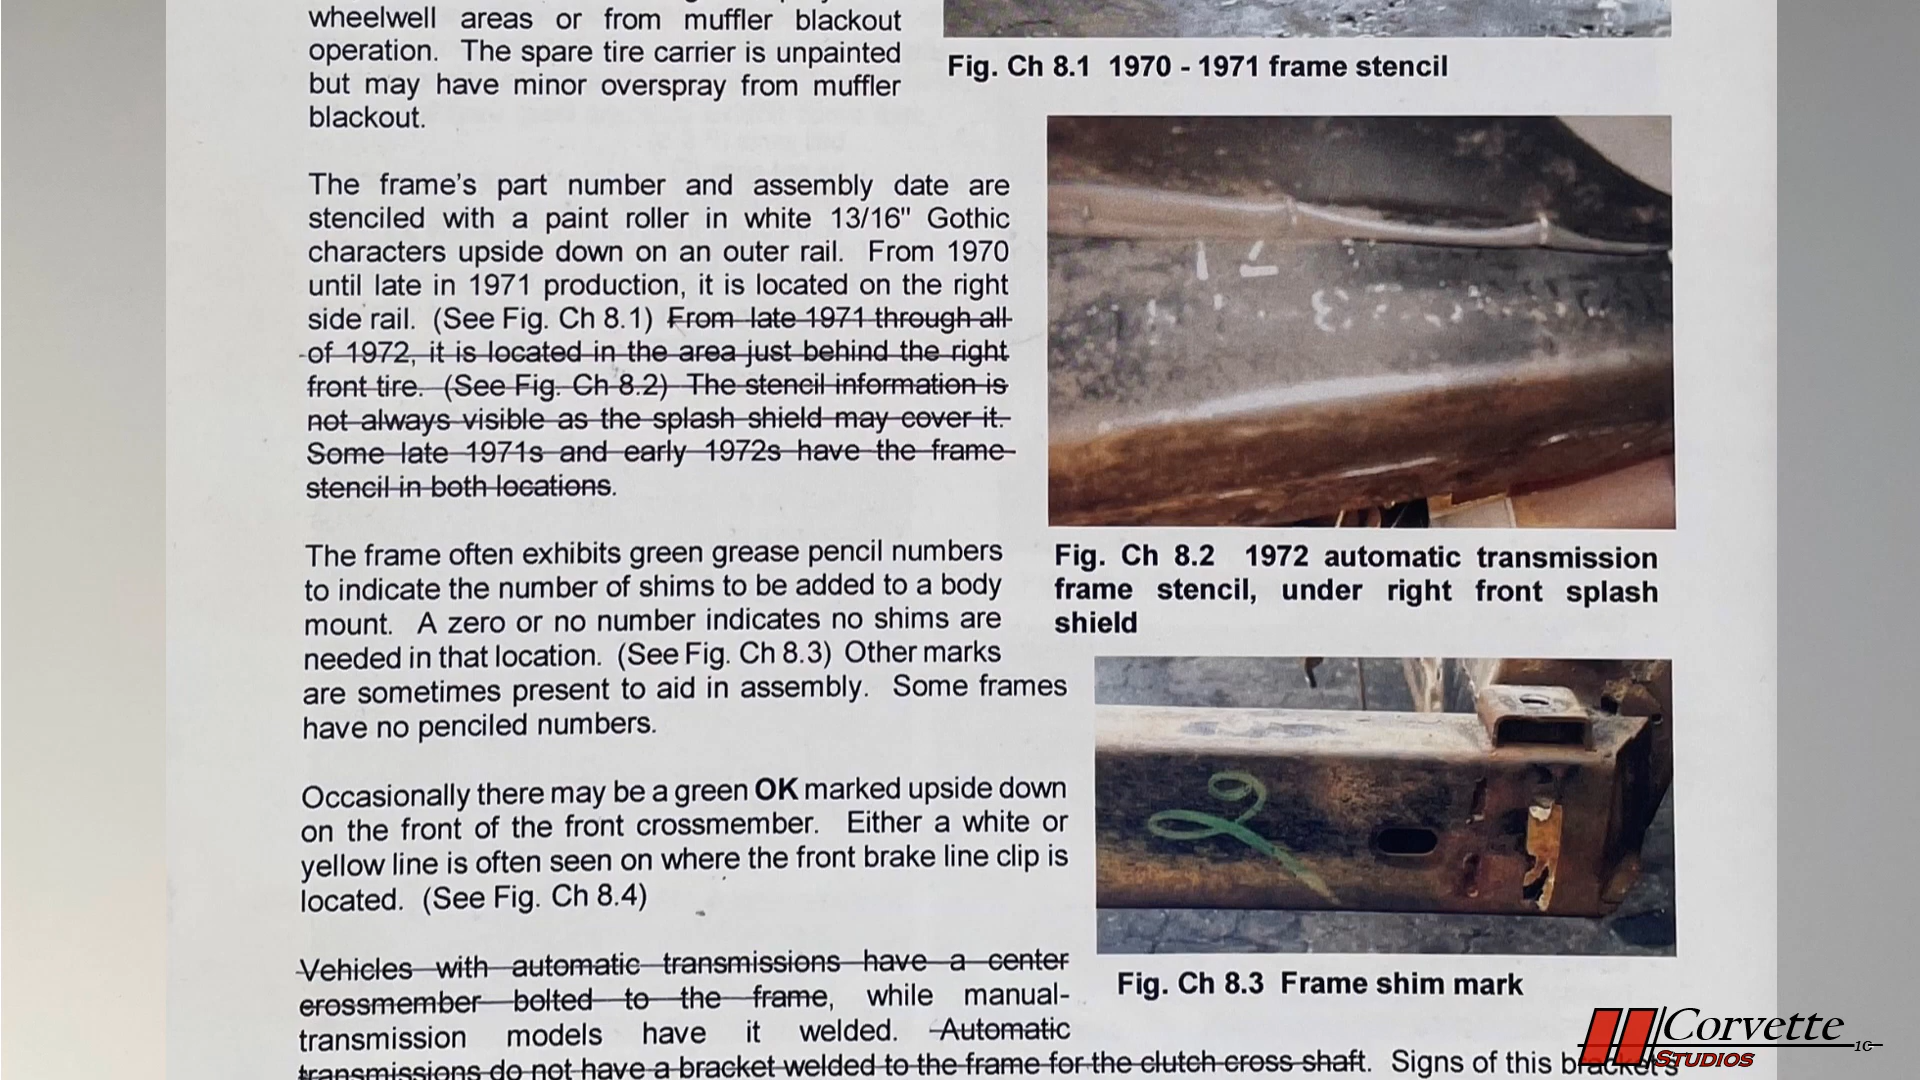 wheelwell areas or from muffler blackout
operation. The spare tire carrier is unpainted
but may have minor overspray from muffler
blackout.
The frame's part number and assembly date are
stenciled with a paint roller in white 13/16" Gothic
characters upside down on an outer rail. From 1970
until late in 1971 production, it is located on the right
side rail. (See Fig. Ch 8.1) From late 1971 through all
of 1972, it is located in the area just behind the right
front tire. (See Fig. Ch 8.2) The stencil information is
not always visible as the splash shield may cover it.
Some late 1971s and early 1972s have the frame
stencil in both locations.
The frame often exhibits green grease pencil numbers
to indicate the number of shims to be added to a body
mount. A zero or no number indicates no shims are
needed in that location. (See Fig. Ch 8.3) Other marks
are sometimes present to aid in assembly. Some frames
have no penciled numbers.
Occasionally there may be a green OK marked upside down
on the front of the front crossmember. Either a white or
yellow line is often seen on where the front brake line clip is
located. (See Fig. Ch 8.4)
Vehicles with automatic transmissions have a center
crossmember bolted to the frame, while manual-
transmission models have it welded. Automatic
transmissions do not have a bracket welded to the frame for the clutch cross shaft. Signs of this bracket's
Fig. Ch 8.1 1970 - 1971 frame stencil
Fig. Ch 8.2 1972 automatic transmission
frame stencil, under right front splash
shield
2
Fig. Ch 8.3 Frame shim mark
Corvette
STUDIOS